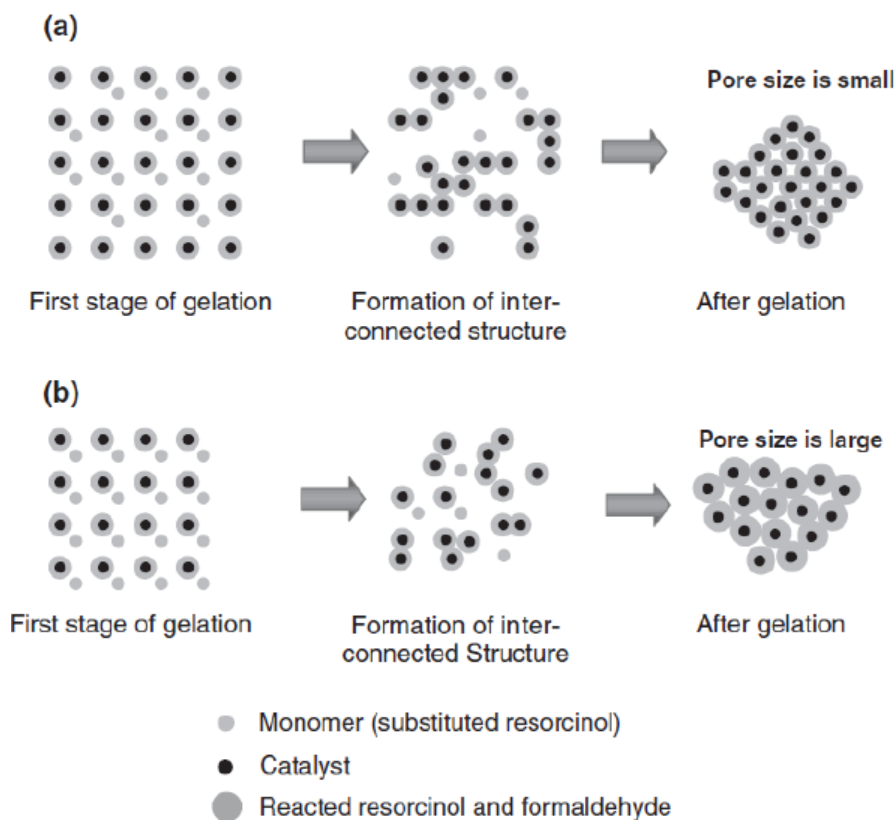 (a)
Pore size is small
First stage of gelation
Formation of inter-
connected structure
After gelation
(b)
Pore size is large
First stage of gelation
Formation of inter-
connected Structure
After gelation
Monomer (substituted resorcinol)
Catalyst
Reacted resorcinol and formaldehyde